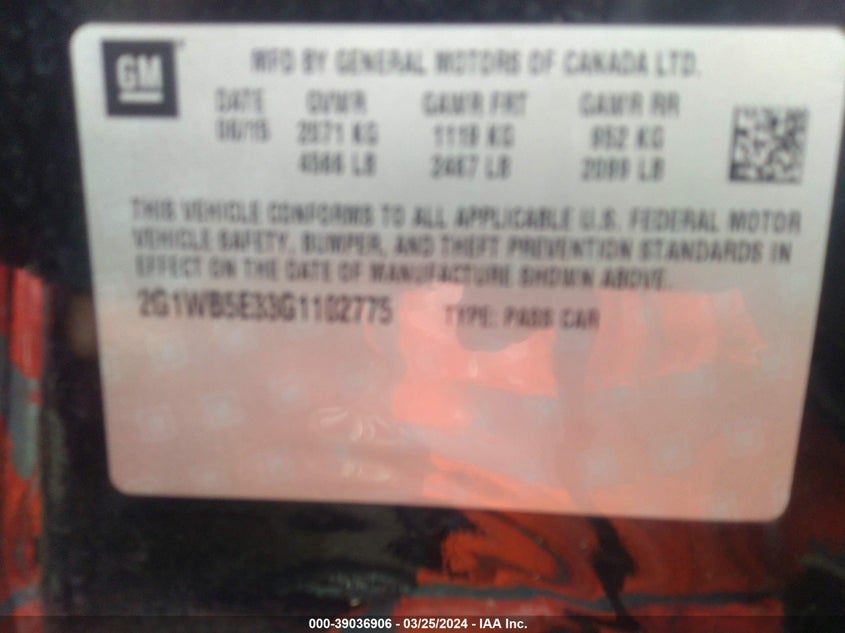 GM
MFD BY GENERAL MOTORS OF CANADA LTD.
DATE GVWR GAWR FRT GAWR RR
06/15 2071 KG 1119 KG 952 KG
4566 LB 2467 LB 2099 LB
THIS VEHICLE CONFORMS TO ALL APPLICABLE U.S. FEDERAL MOTOR
VEHICLE SAFETY, BUMPER, AND THEFT PREVENTION STANDARDS IN
EFFECT ON THE DATE OF MANUFACTURE SHOWN ABOVE.
2G1WB5E33G1102775 TYPE: PASS CAR
000-39036906 - 03/25/2024 - IAA Inc.